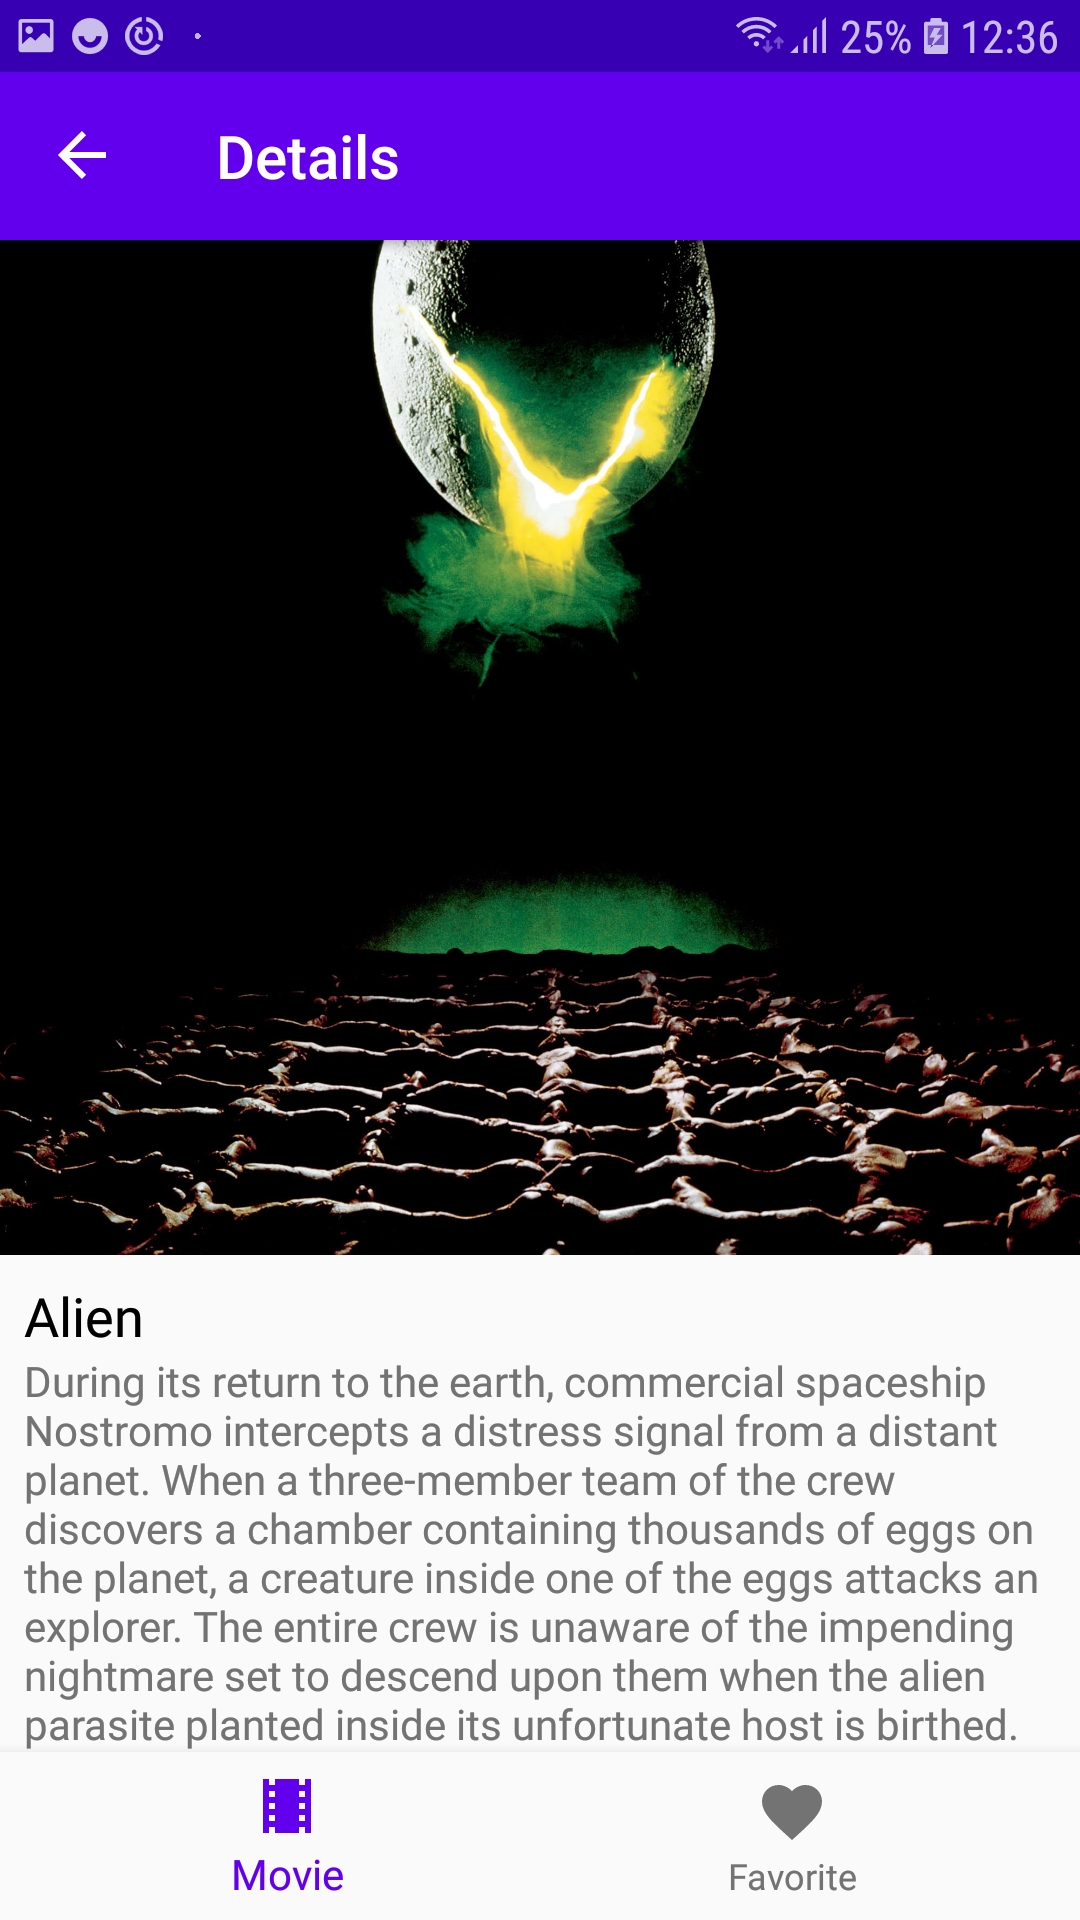 25% 12:36
Details
Alien
During its return to the earth, commercial spaceship
Nostromo intercepts a distress signal from a distant
planet. When a three-member team of the crew
discovers a chamber containing thousands of eggs on
the planet, a creature inside one of the eggs attacks an
explorer. The entire crew is unaware of the impending
nightmare set to descend upon them when the alien
parasite planted inside its unfortunate host is birthed.
Movie
Favorite